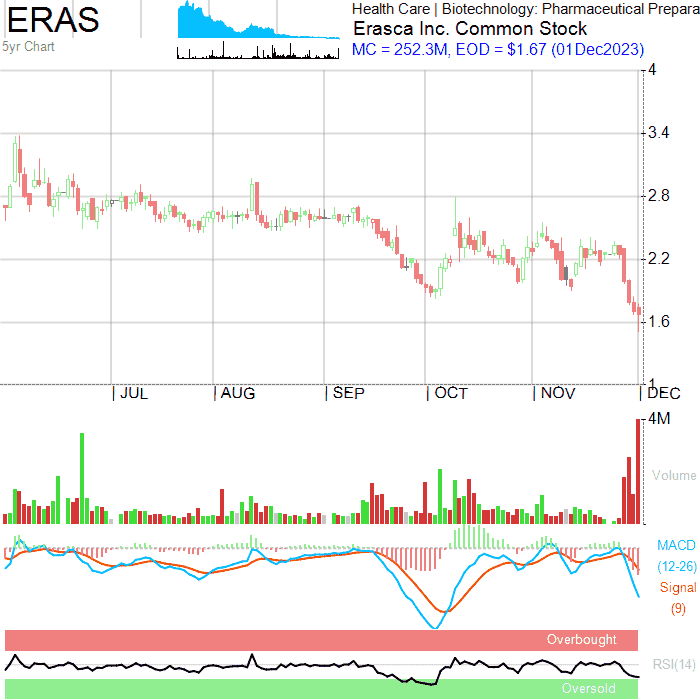 ERAS
5yr Chart
Health Care | Biotechnology: Pharmaceutical Prepara
Erasca Inc. Common Stock
MC = 252.3M, EOD = $1.67 (01Dec2023)
4
3.4
2.8
2.2
1.6
1
| JUL
| AUG
| SEP
| OCT
| NOV
| DEC
4M
Volume
MACD
(12-26)
Signal
(9)
Overbought
RSI(14)
Oversold